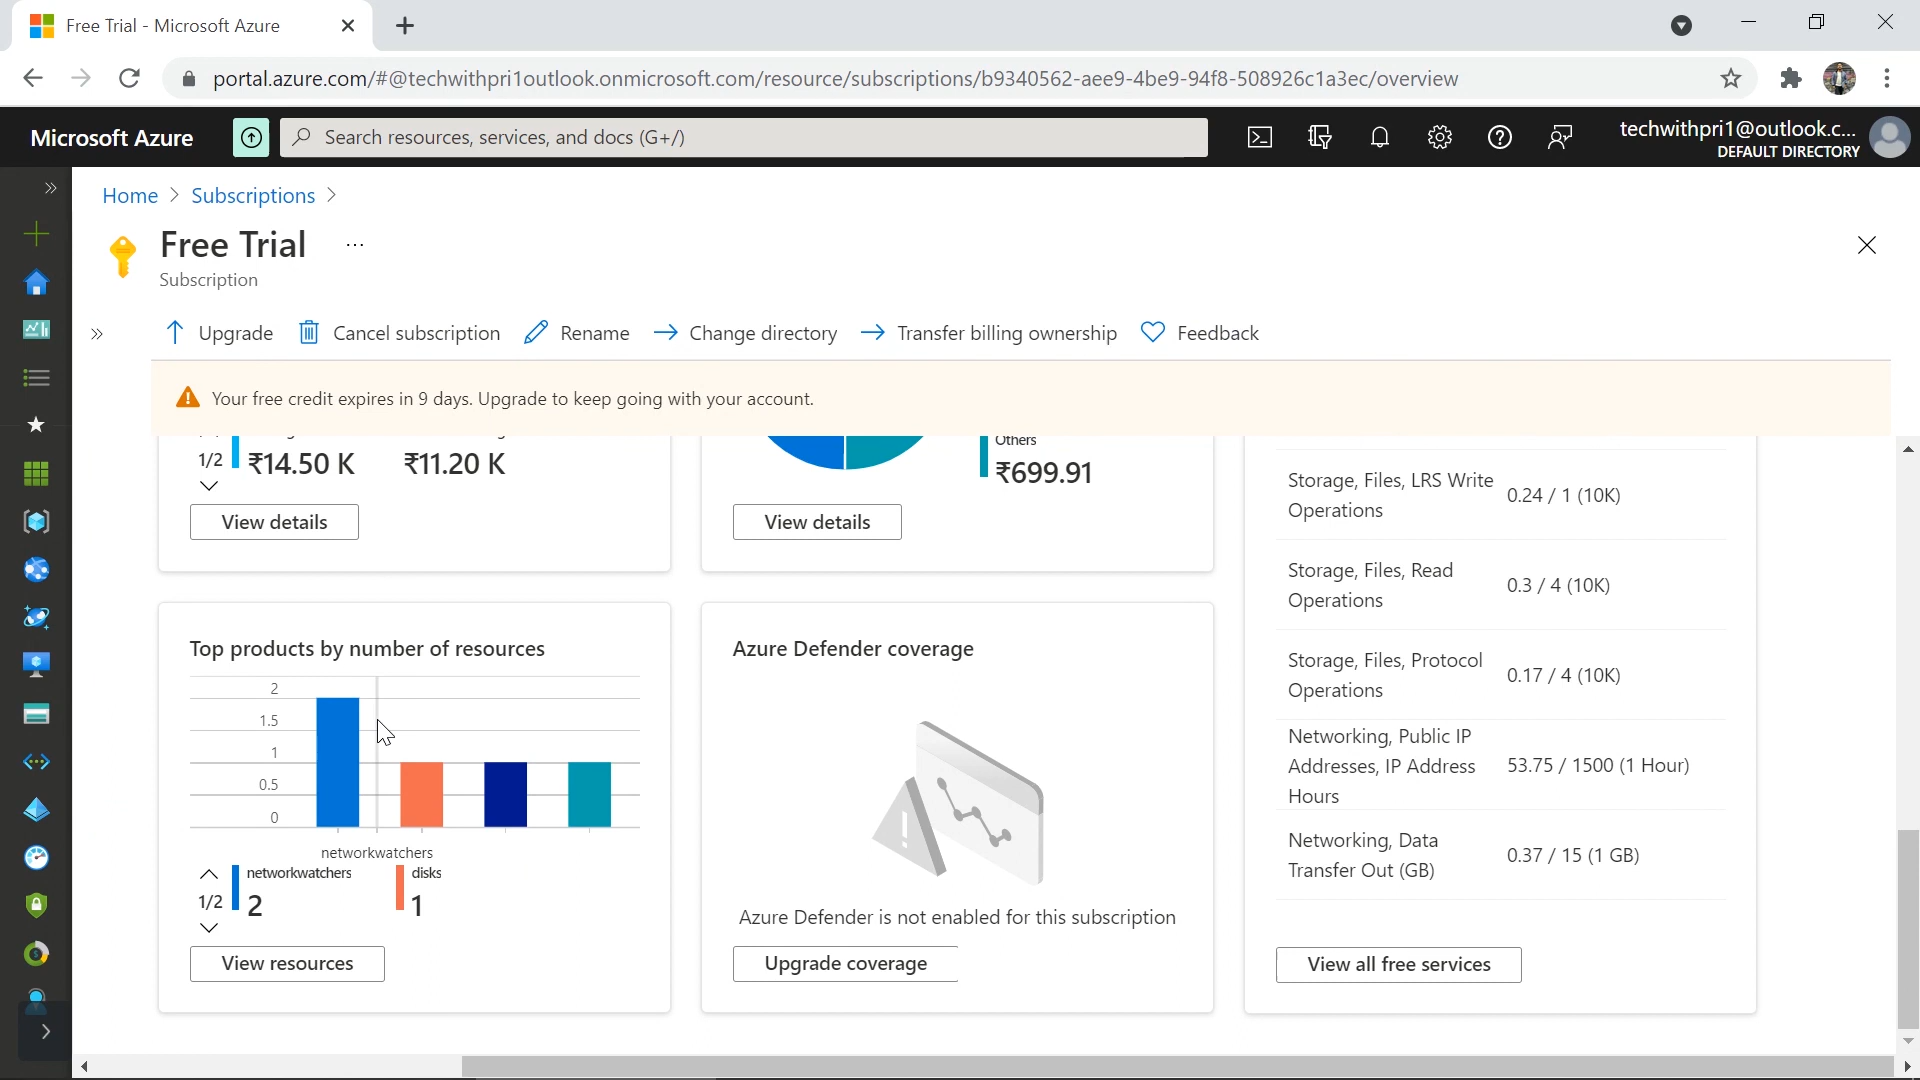 Free Trial - Microsoft Azure
portal.azure.com/#@techwithpri1outlook.onmicrosoft.com/resource/subscriptions/b9340562-aee9-4be9-94f8-508926c1a3ec/overview
Microsoft Azure
Search resources, services, and docs (G+/)
techwithpri1@outlook.c...
DEFAULT DIRECTORY
Home > Subscriptions >
Free Trial ...
Subscription
Upgrade Cancel subscription Rename Change directory Transfer billing ownership Feedback
Your free credit expires in 9 days. Upgrade to keep going with your account.
1/2 ₹14.50 K ₹11.20 K
View details
Others
₹699.91
View details
Top products by number of resources
2
1.5
1
0.5
0
networkwatchers
1/2
networkwatchers
2
disks
1
View resources
Azure Defender coverage
Azure Defender is not enabled for this subscription
Upgrade coverage
Storage, Files, LRS Write
Operations
0.24 / 1 (10K)
Storage, Files, Read
Operations
0.3 / 4 (10K)
Storage, Files, Protocol
Operations
0.17 / 4 (10K)
Networking, Public IP
Addresses, IP Address
Hours
53.75 / 1500 (1 Hour)
Networking, Data
Transfer Out (GB)
0.37 / 15 (1 GB)
View all free services